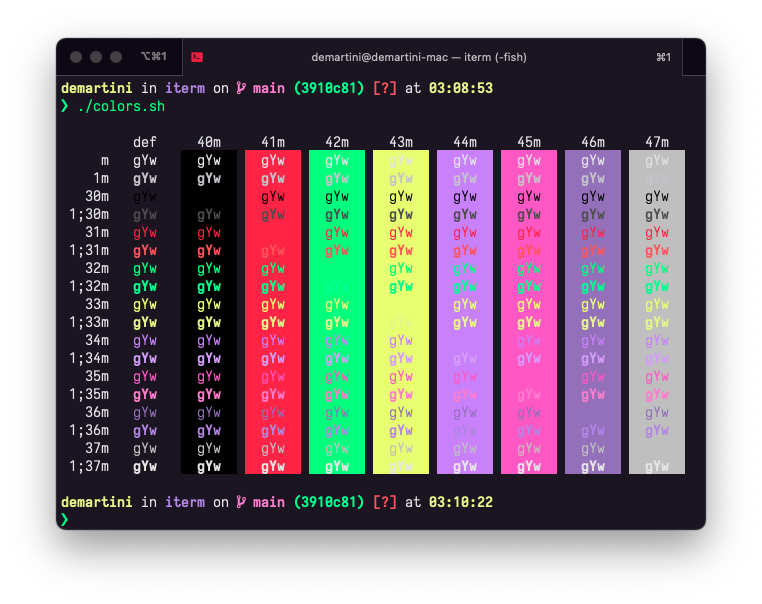 ⌥⌘1 demartini@demartini-mac — iterm (-fish) ⌘1
demartini in iterm on main (3910c81) [?] at 03:08:53
❯ ./colors.sh
def 40m 41m 42m 43m 44m 45m 46m 47m
m gYw gYw gYw gYw gYw gYw gYw gYw gYw
1m gYw gYw gYw gYw gYw gYw gYw gYw gYw
30m gYw gYw gYw gYw gYw gYw gYw gYw
1;30m gYw gYw gYw gYw gYw gYw gYw gYw gYw
31m gYw gYw gYw gYw gYw gYw gYw gYw
1;31m gYw gYw gYw gYw gYw gYw gYw gYw gYw
32m gYw gYw gYw gYw gYw gYw gYw gYw
1;32m gYw gYw gYw gYw gYw gYw gYw gYw
33m gYw gYw gYw gYw gYw gYw gYw gYw
1;33m gYw gYw gYw gYw gYw gYw gYw gYw gYw
34m gYw gYw gYw gYw gYw gYw gYw gYw
1;34m gYw gYw gYw gYw gYw gYw gYw gYw gYw
35m gYw gYw gYw gYw gYw gYw gYw gYw
1;35m gYw gYw gYw gYw gYw gYw gYw gYw gYw
36m gYw gYw gYw gYw gYw gYw gYw gYw
1;36m gYw gYw gYw gYw gYw gYw gYw gYw gYw
37m gYw gYw gYw gYw gYw gYw gYw gYw
1;37m gYw gYw gYw gYw gYw gYw gYw gYw gYw
demartini in iterm on main (3910c81) [?] at 03:10:22
❯